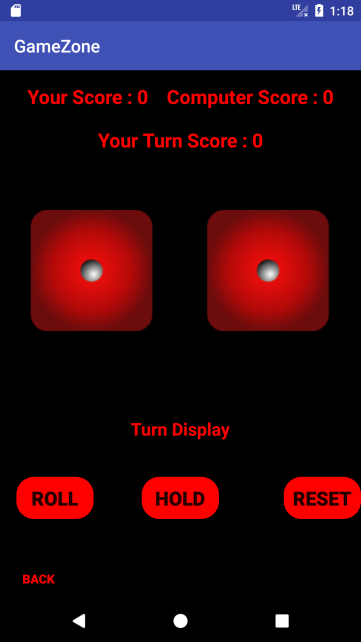 LTE 1:18
GameZone
Your Score : 0 Computer Score : 0
Your Turn Score : 0
Turn Display
ROLL HOLD RESET
BACK